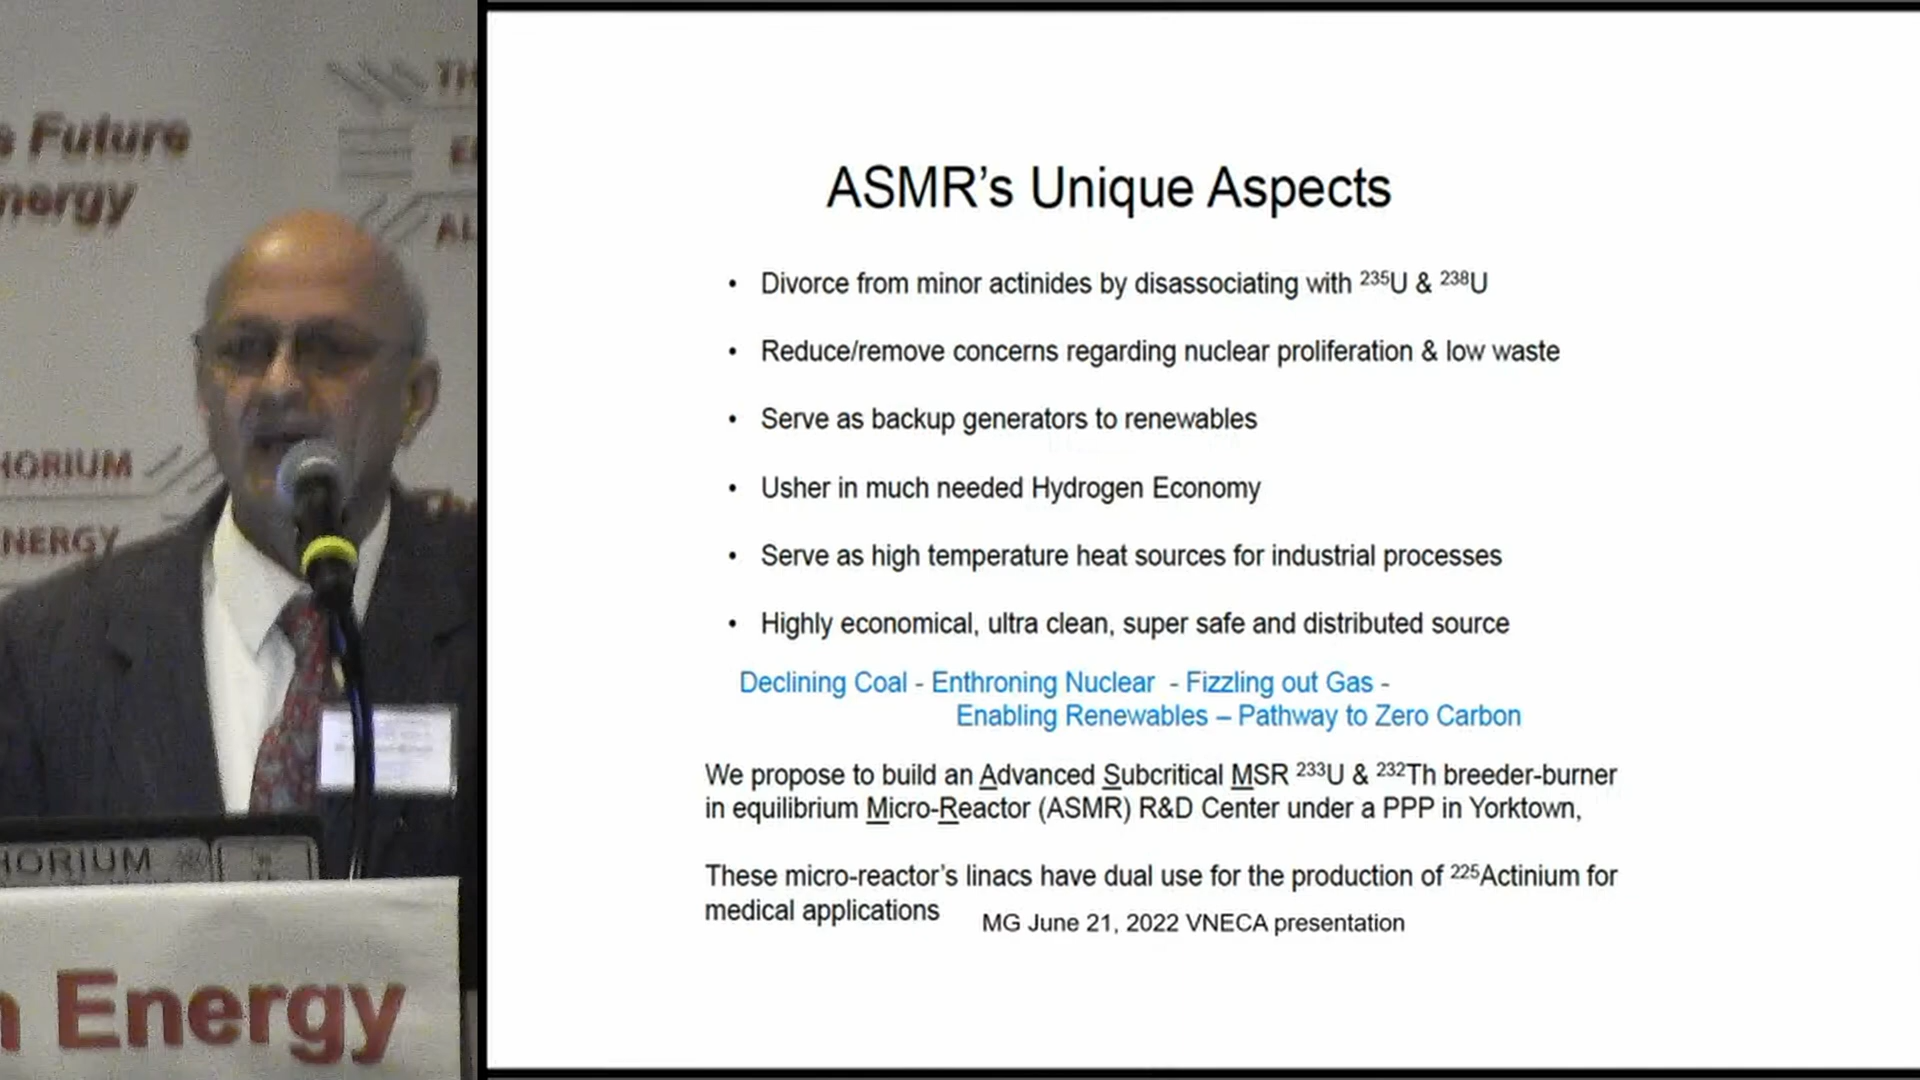 s Future
nergy
TH
AL
HORIUM
NERGY
HORIUM
n Energy
ASMR’s Unique Aspects
• Divorce from minor actinides by disassociating with ²³⁵U & ²³⁸U
• Reduce/remove concerns regarding nuclear proliferation & low waste
• Serve as backup generators to renewables
• Usher in much needed Hydrogen Economy
• Serve as high temperature heat sources for industrial processes
• Highly economical, ultra clean, super safe and distributed source
Declining Coal - Enthroning Nuclear - Fizzling out Gas -
Enabling Renewables – Pathway to Zero Carbon
We propose to build an Advanced Subcritical MSR ²³³U & ²³²Th breeder-burner
in equilibrium Micro-Reactor (ASMR) R&D Center under a PPP in Yorktown,
These micro-reactor’s linacs have dual use for the production of ²²⁵Actinium for
medical applications
MG June 21, 2022 VNECA presentation